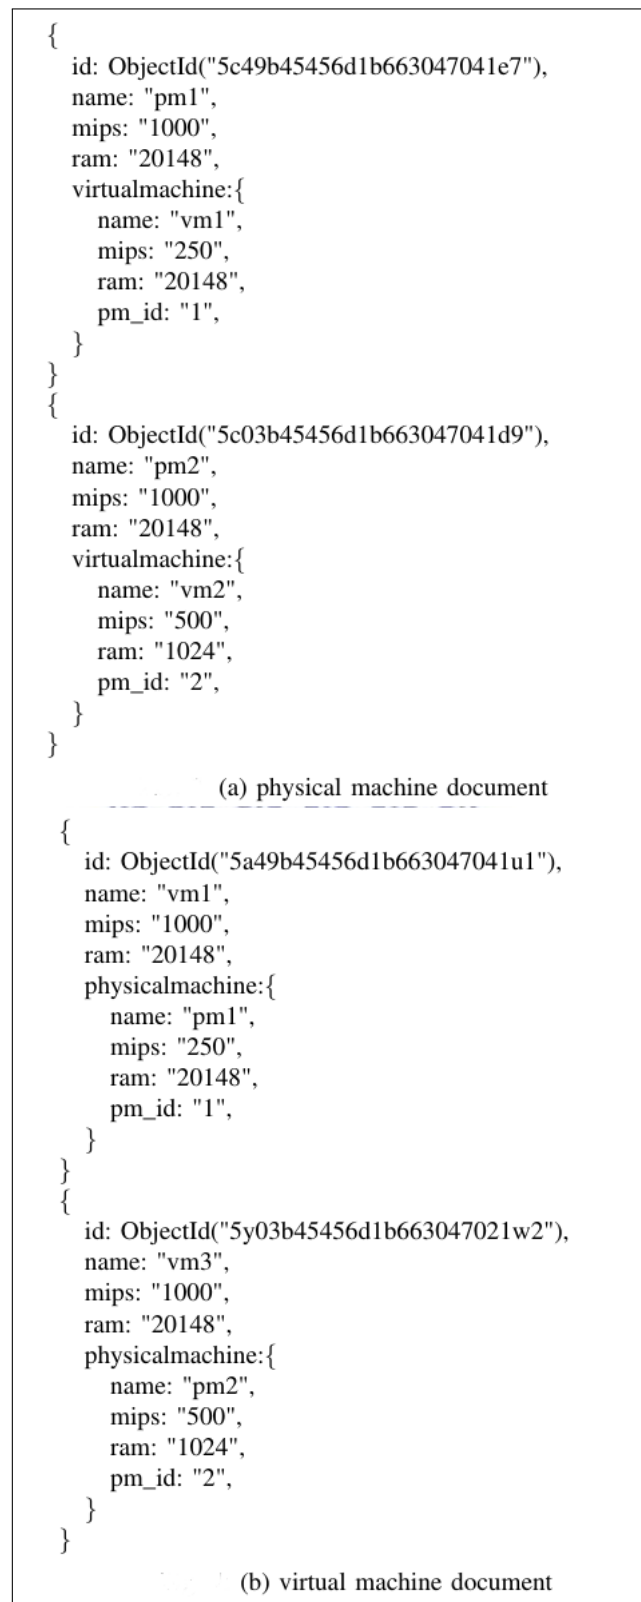 {
id: ObjectId("5c49b45456d1b663047041e7"),
name: "pm1",
mips: "1000",
ram: "20148",
virtualmachine:{
name: "vm1",
mips: "250",
ram: "20148",
pm_id: "1",
}
}
{
id: ObjectId("5c03b45456d1b663047041d9"),
name: "pm2",
mips: "1000",
ram: "20148",
virtualmachine:{
name: "vm2",
mips: "500",
ram: "1024",
pm_id: "2",
}
}
(a) physical machine document
{
id: ObjectId("5a49b45456d1b663047041u1"),
name: "vm1",
mips: "1000",
ram: "20148",
physicalmachine:{
name: "pm1",
mips: "250",
ram: "20148",
pm_id: "1",
}
}
{
id: ObjectId("5y03b45456d1b663047021w2"),
name: "vm3",
mips: "1000",
ram: "20148",
physicalmachine:{
name: "pm2",
mips: "500",
ram: "1024",
pm_id: "2",
}
}
(b) virtual machine document